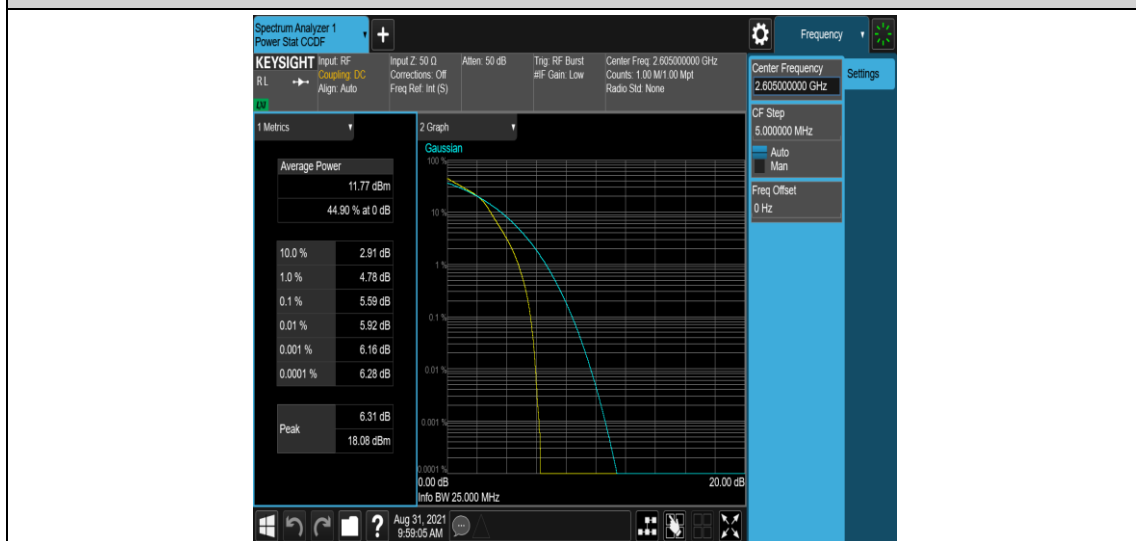 Spectrum Analyzer 1
Power Stat CCDF
Frequency
KEYSIGHT
R L
Input: RF
Coupling: DC
Align: Auto
Input Z: 50 Ω
Corrections: Off
Freq Ref: Int (S)
Atten: 50 dB
Trig: RF Burst
#IF Gain: Low
Center Freq: 2.605000000 GHz
Counts: 1.00 M/1.00 Mpt
Radio Std: None
Center Frequency
2.605000000 GHz
Settings
CF Step
5.000000 MHz
Auto
Man
Freq Offset
0 Hz
1 Metrics
Average Power
11.77 dBm
44.90 % at 0 dB
10.0 % 2.91 dB
1.0 % 4.78 dB
0.1 % 5.59 dB
0.01 % 5.92 dB
0.001 % 6.16 dB
0.0001 % 6.28 dB
Peak
6.31 dB
18.08 dBm
2 Graph
Gaussian
100 %
10 %
1 %
0.1 %
0.01 %
0.001 %
0.0001 %
0.00 dB 20.00 dB
Info BW 25.000 MHz
?
Aug 31, 2021
9:59:05 AM